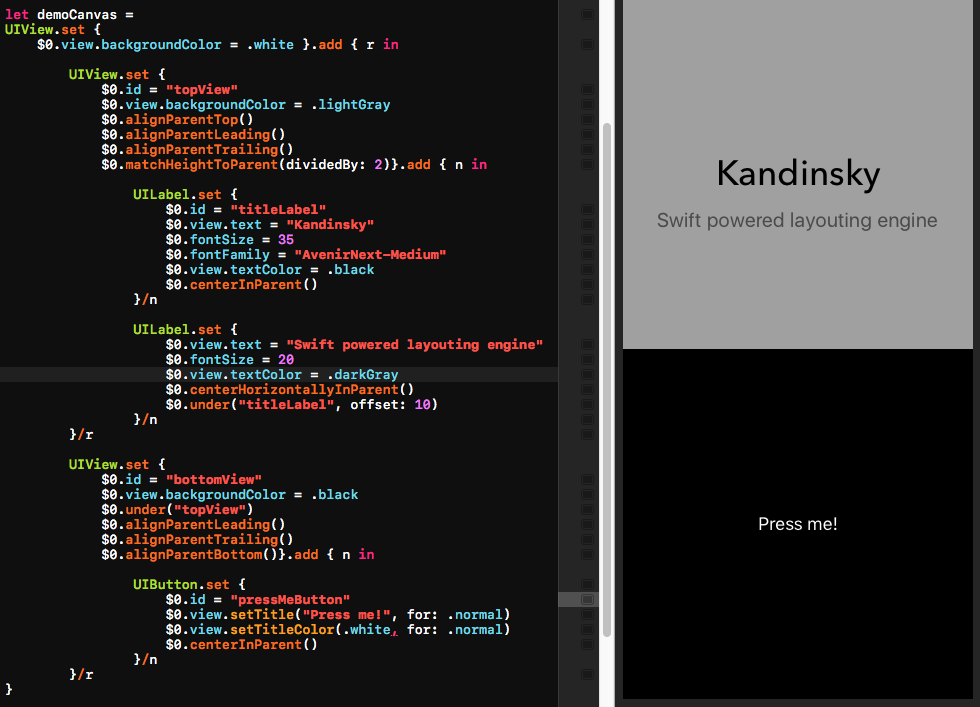 let demoCanvas =
UIView.set {
    $0.view.backgroundColor = .white }.add { r in

        UIView.set {
            $0.id = "topView"
            $0.view.backgroundColor = .lightGray
            $0.alignParentTop()
            $0.alignParentLeading()
            $0.alignParentTrailing()
            $0.matchHeightToParent(dividedBy: 2)}.add { n in

                UILabel.set {
                    $0.id = "titleLabel"
                    $0.view.text = "Kandinsky"
                    $0.fontSize = 35
                    $0.fontFamily = "AvenirNext-Medium"
                    $0.view.textColor = .black
                    $0.centerInParent()
                }/n

                UILabel.set {
                    $0.view.text = "Swift powered layouting engine"
                    $0.fontSize = 20
                    $0.view.textColor = .darkGray
                    $0.centerHorizontallyInParent()
                    $0.under("titleLabel", offset: 10)
                }/n
        }/r

        UIView.set {
            $0.id = "bottomView"
            $0.view.backgroundColor = .black
            $0.under("topView")
            $0.alignParentLeading()
            $0.alignParentTrailing()
            $0.alignParentBottom()}.add { n in

                UIButton.set {
                    $0.id = "pressMeButton"
                    $0.view.setTitle("Press me!", for: .normal)
                    $0.view.setTitleColor(.white, for: .normal)
                    $0.centerInParent()
                }/n
        }/r
}
Kandinsky
Swift powered layouting engine
Press me!